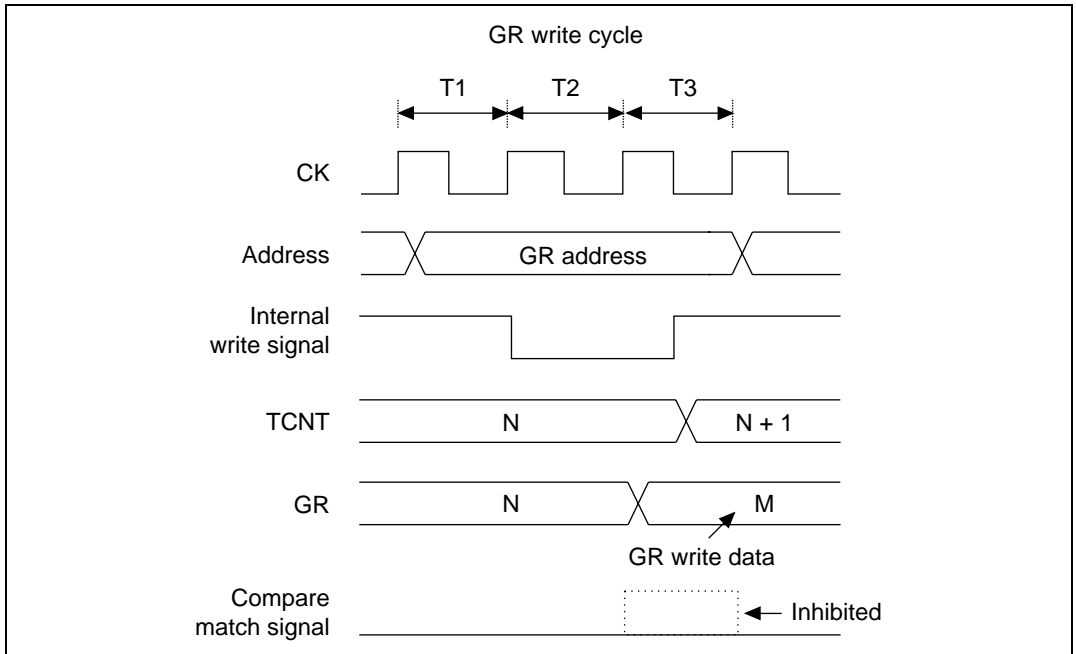 GR write cycle
T1 T2 T3
CK
Address GR address
Internal
write signal
TCNT N N + 1
GR N M
GR write data
Compare
match signal
Inhibited